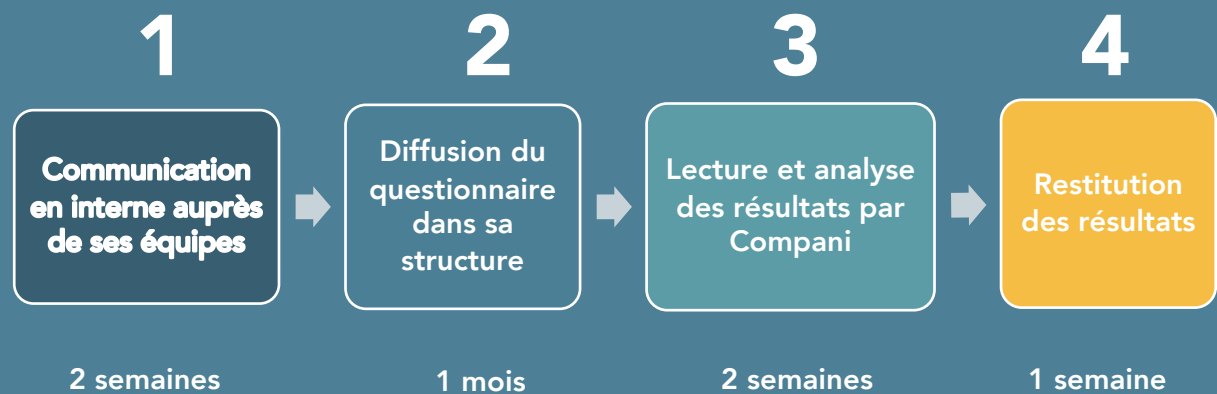 1
Communication
en interne auprès
de ses équipes
2 semaines
2
Diffusion du
questionnaire
dans sa
structure
1 mois
3
Lecture et analyse
des résultats par
Compani
2 semaines
4
Restitution
des résultats
1 semaine